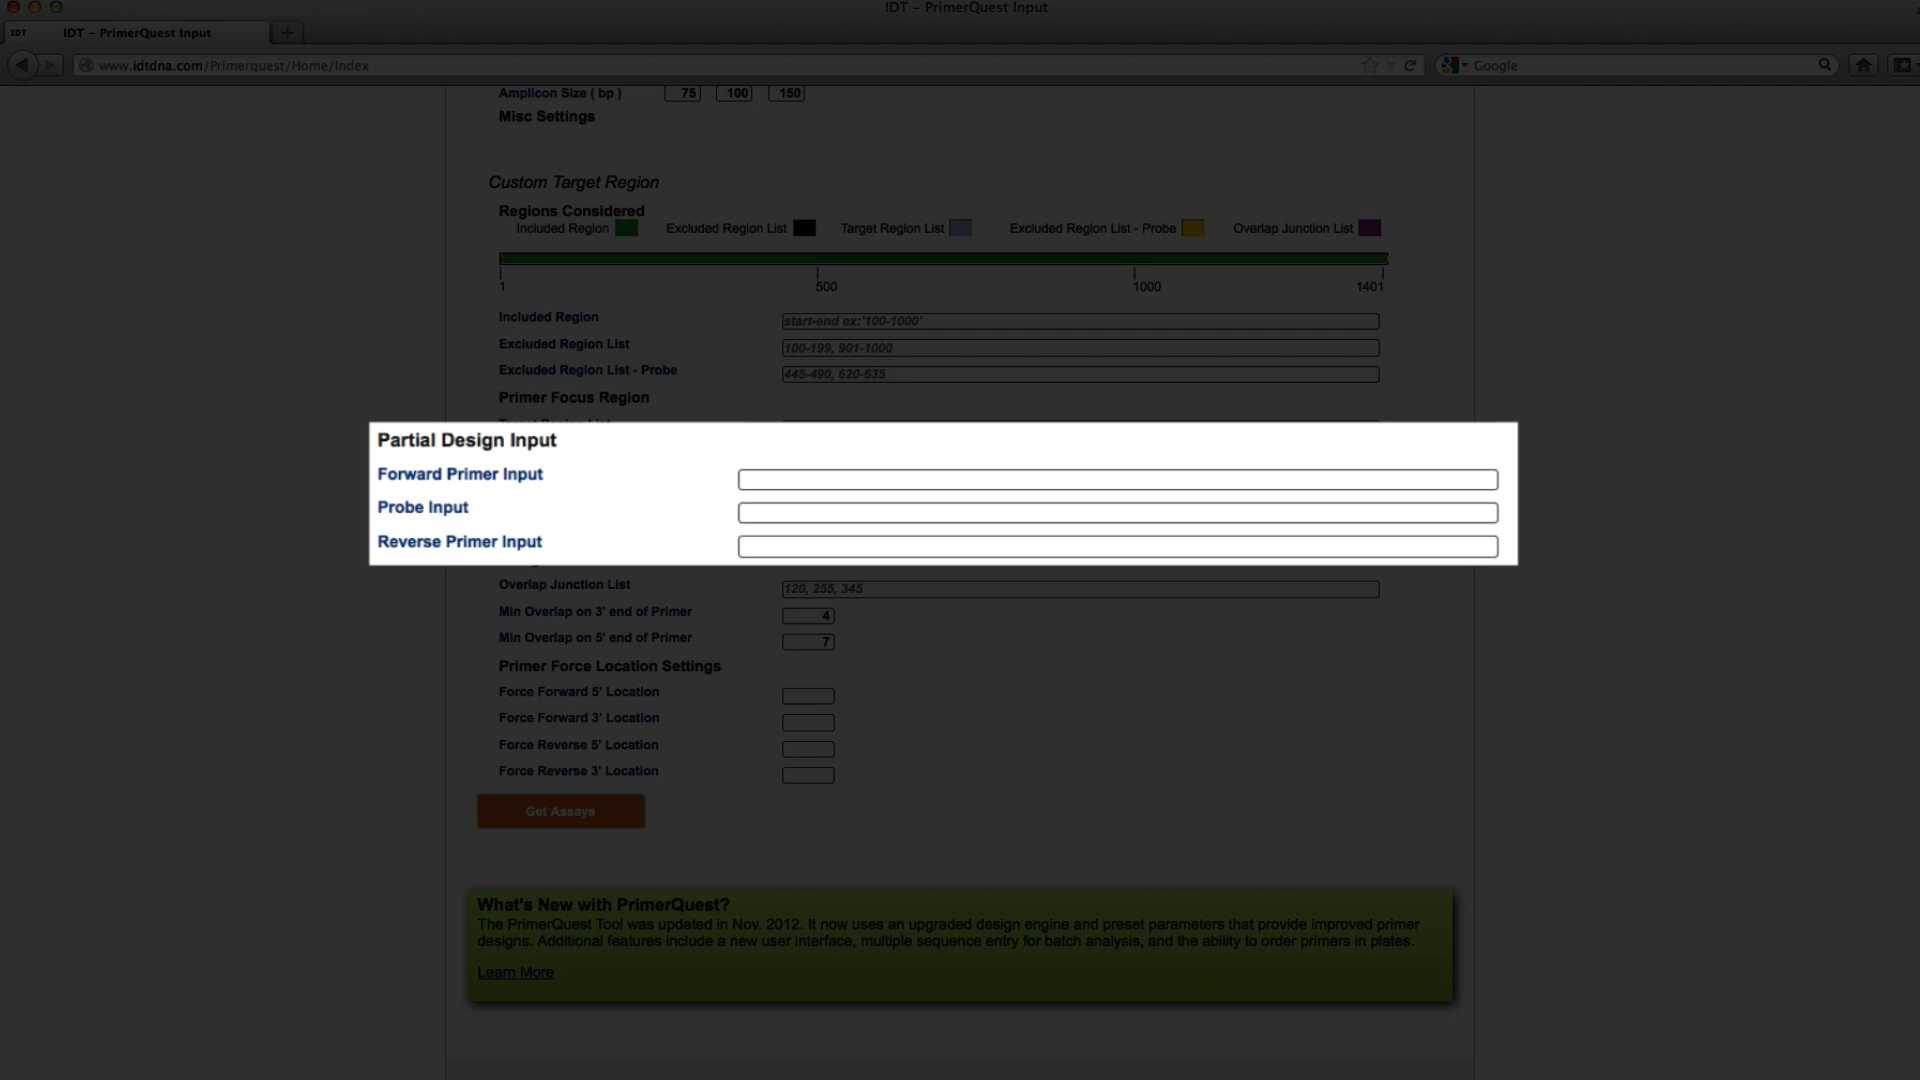 IDT – PrimerQuest Input
IDT IDT – PrimerQuest Input
www.idtdna.com/Primerquest/Home/Index Google
Amplicon Size ( bp ) 75 100 150
Misc Settings
Custom Target Region
Regions Considered
Included Region Excluded Region List Target Region List Excluded Region List - Probe Overlap Junction List
1 500 1000 1401
Included Region start-end ex:"100-1000"
Excluded Region List 100-199, 901-1000
Excluded Region List - Probe 445-490, 620-635
Primer Focus Region
Partial Design Input
Forward Primer Input
Probe Input
Reverse Primer Input
Overlap Junction List 120, 255, 345
Min Overlap on 3' end of Primer 4
Min Overlap on 5' end of Primer 7
Primer Force Location Settings
Force Forward 5' Location
Force Forward 3' Location
Force Reverse 5' Location
Force Reverse 3' Location
Get Assays
What's New with PrimerQuest?
The PrimerQuest Tool was updated in Nov. 2012. It now uses an upgraded design engine and preset parameters that provide improved primer
designs. Additional features include a new user interface, multiple sequence entry for batch analysis, and the ability to order primers in plates.
Learn More